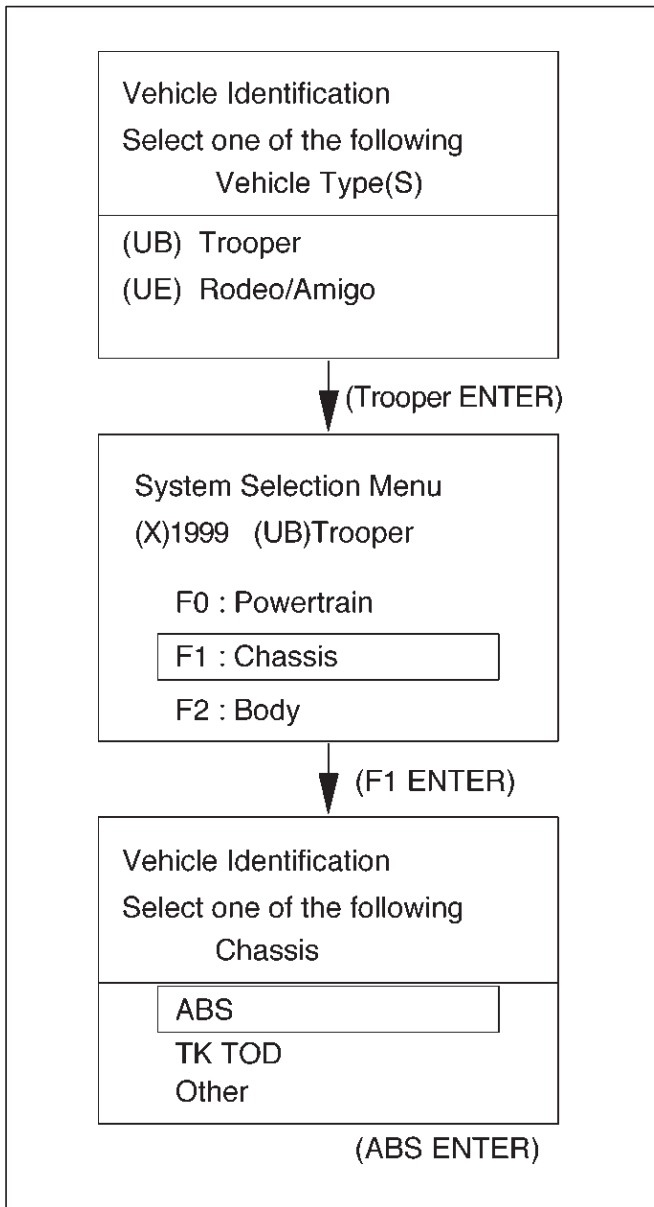 Vehicle Identification
Select one of the following
Vehicle Type(S)
(UB) Trooper
(UE) Rodeo/Amigo
(Trooper ENTER)
System Selection Menu
(X)1999 (UB)Trooper
F0 : Powertrain
F1 : Chassis
F2 : Body
(F1 ENTER)
Vehicle Identification
Select one of the following
Chassis
ABS
TK TOD
Other
(ABS ENTER)